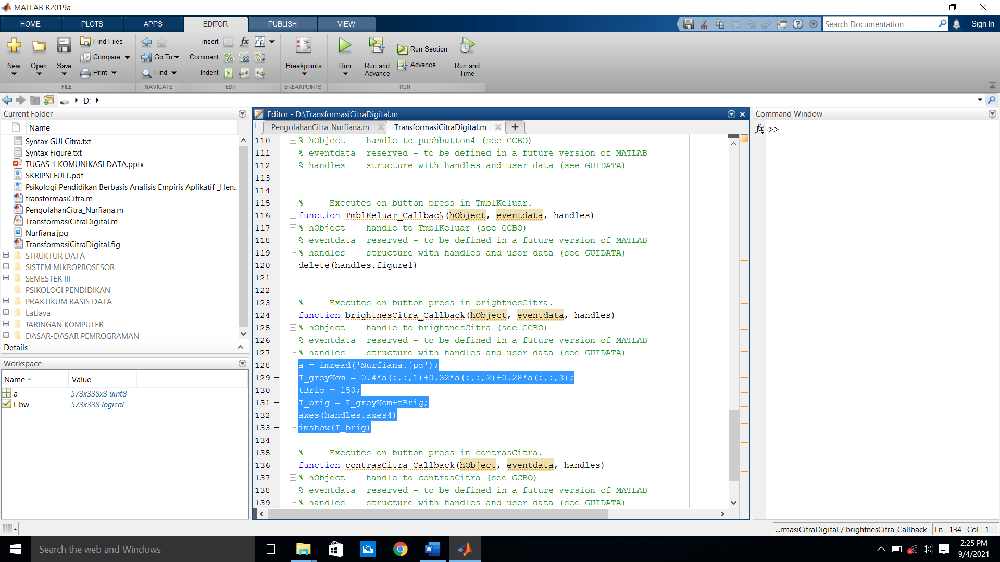 MATLAB R2019a
HOME PLOTS APPS EDITOR PUBLISH VIEW
Search Documentation
Sign In
New
Open
Save
Find Files
Compare
Print
Go To
Find
Insert
Comment
Indent
fx
Breakpoints
Run
Run and Advance
Run Section
Advance
Run and Time
FILE NAVIGATE EDIT BREAKPOINTS RUN
D:
Current Folder
Name
Syntax GUI Citra.txt
Syntax Figure.txt
TUGAS 1 KOMUNIKASI DATA.pptx
SKRIPSI FULL.pdf
Psikologi Pendidikan Berbasis Analisis Empiris Aplikatif _Hen...
transformasiCitra.m
PengolahanCitra_Nurfiana.m
TransformasiCitraDigital.m
Nurfiana.jpg
TransformasiCitraDigital.fig
STRUKTUR DATA
SISTEM MIKROPROSESOR
SEMESTER III
PSIKOLOGI PENDIDIKAN
PRAKTIKUM BASIS DATA
LatJava
JARINGAN KOMPUTER
DASAR-DASAR PEMROGRAMAN
Details
Workspace
Name Value
a 573x338x3 uint8
I_bw 573x338 logical
Editor - D:\TransformasiCitraDigital.m
PengolahanCitra_Nurfiana.m TransformasiCitraDigital.m
110 % hObject    handle to pushbutton4 (see GCBO)
111 % eventdata  reserved - to be defined in a future version of MATLAB
112 % handles    structure with handles and user data (see GUIDATA)
113
114
115 % --- Executes on button press in TmblKeluar.
116 function TmblKeluar_Callback(hObject, eventdata, handles)
117 % hObject    handle to TmblKeluar (see GCBO)
118 % eventdata  reserved - to be defined in a future version of MATLAB
119 % handles    structure with handles and user data (see GUIDATA)
120 delete(handles.figure1)
121
122
123 % --- Executes on button press in brightnesCitra.
124 function brightnesCitra_Callback(hObject, eventdata, handles)
125 % hObject    handle to brightnesCitra (see GCBO)
126 % eventdata  reserved - to be defined in a future version of MATLAB
127 % handles    structure with handles and user data (see GUIDATA)
128 a = imread('Nurfiana.jpg');
129 I_greyKom = 0.4*a(:,:,1)+0.32*a(:,:,2)+0.28*a(:,:,3);
130 tBrig = 150;
131 I_brig = I_greyKom+tBrig;
132 axes(handles.axes4)
133 imshow(I_brig)
134
135 % --- Executes on button press in contrasCitra.
136 function contrasCitra_Callback(hObject, eventdata, handles)
137 % hObject    handle to contrasCitra (see GCBO)
138 % eventdata  reserved - to be defined in a future version of MATLAB
139 % handles    structure with handles and user data (see GUIDATA)
Command Window
fx >>
...rmasiCitraDigital / brightnesCitra_Callback Ln 134 Col 1
Search the web and Windows
2:25 PM
9/4/2021